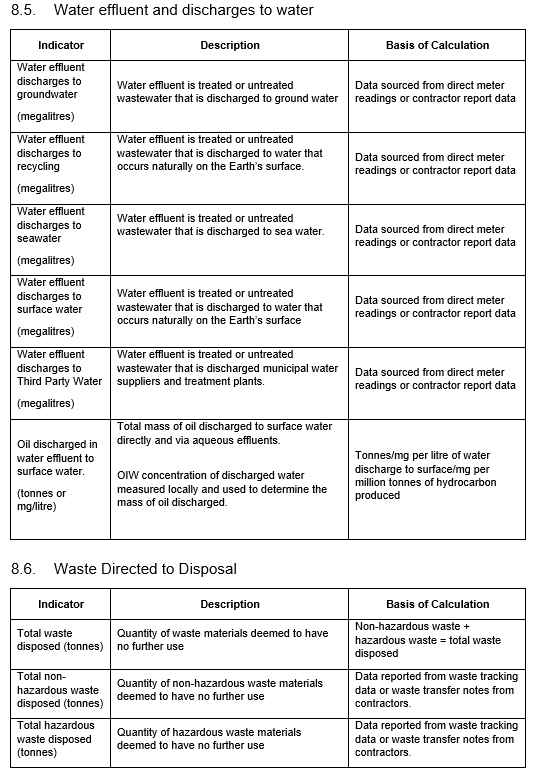 8.5. Water effluent and discharges to water
Indicator Description Basis of Calculation
Water effluent
discharges to
groundwater
(megalitres)
Water effluent is treated or untreated
wastewater that is discharged to ground water
Data sourced from direct meter
readings or contractor report data
Water effluent
discharges to
recycling
(megalitres)
Water effluent is treated or untreated
wastewater that is discharged to water that
occurs naturally on the Earth's surface.
Data sourced from direct meter
readings or contractor report data
Water effluent
discharges to
seawater
(megalitres)
Water effluent is treated or untreated
wastewater that is discharged to sea water.
Data sourced from direct meter
readings or contractor report data
Water effluent
discharges to
surface water
(megalitres)
Water effluent is treated or untreated
wastewater that is discharged to water that
occurs naturally on the Earth's surface
Data sourced from direct meter
readings or contractor report data
Water effluent
discharges to
Third Party Water
(megalitres)
Water effluent is treated or untreated
wastewater that is discharged municipal water
suppliers and treatment plants.
Data sourced from direct meter
readings or contractor report data
Oil discharged in
water effluent to
surface water.
(tonnes or
mg/litre)
Total mass of oil discharged to surface water
directly and via aqueous effluents.
OIW concentration of discharged water
measured locally and used to determine the
mass of oil discharged.
Tonnes/mg per litre of water
discharge to surface/mg per
million tonnes of hydrocarbon
produced
8.6. Waste Directed to Disposal
Indicator Description Basis of Calculation
Total waste
disposed (tonnes)
Quantity of waste materials deemed to have
no further use
Non-hazardous waste +
hazardous waste = total waste
disposed
Total non-
hazardous waste
disposed (tonnes)
Quantity of non-hazardous waste materials
deemed to have no further use
Data reported from waste tracking
data or waste transfer notes from
contractors.
Total hazardous
waste disposed
(tonnes)
Quantity of hazardous waste materials
deemed to have no further use
Data reported from waste tracking
data or waste transfer notes from
contractors.